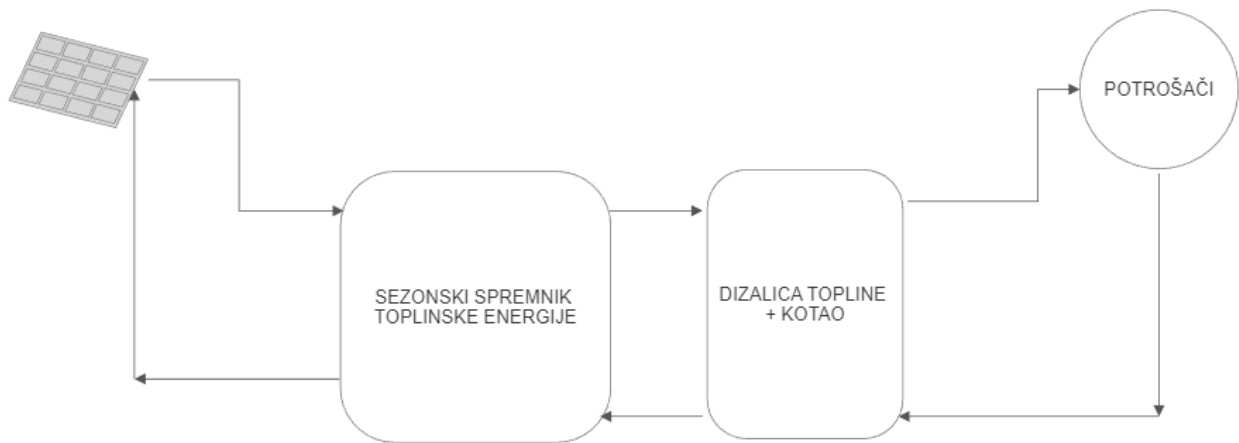 POTROŠAČI
SEZONSKI SPREMNIK
TOPLINSKE ENERGIJE
DIZALICA TOPLINE
+ KOTAO